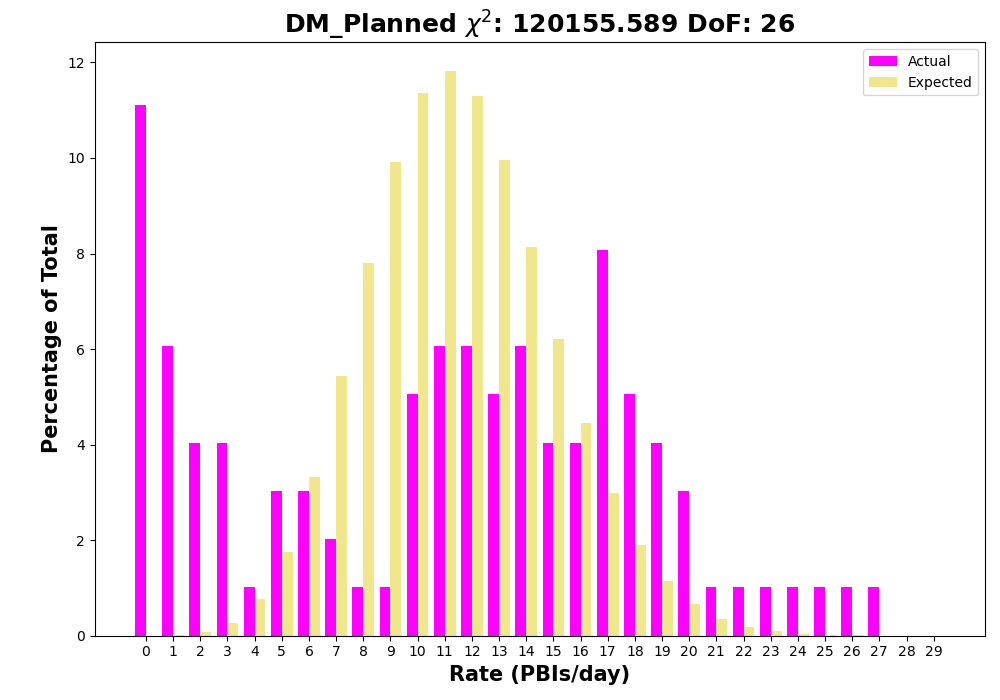 DM_Planned χ²: 120155.589 DoF: 26
Actual
Expected
Percentage of Total
12
10
8
6
4
2
0
0 1 2 3 4 5 6 7 8 9 10 11 12 13 14 15 16 17 18 19 20 21 22 23 24 25 26 27 28 29
Rate (PBIs/day)